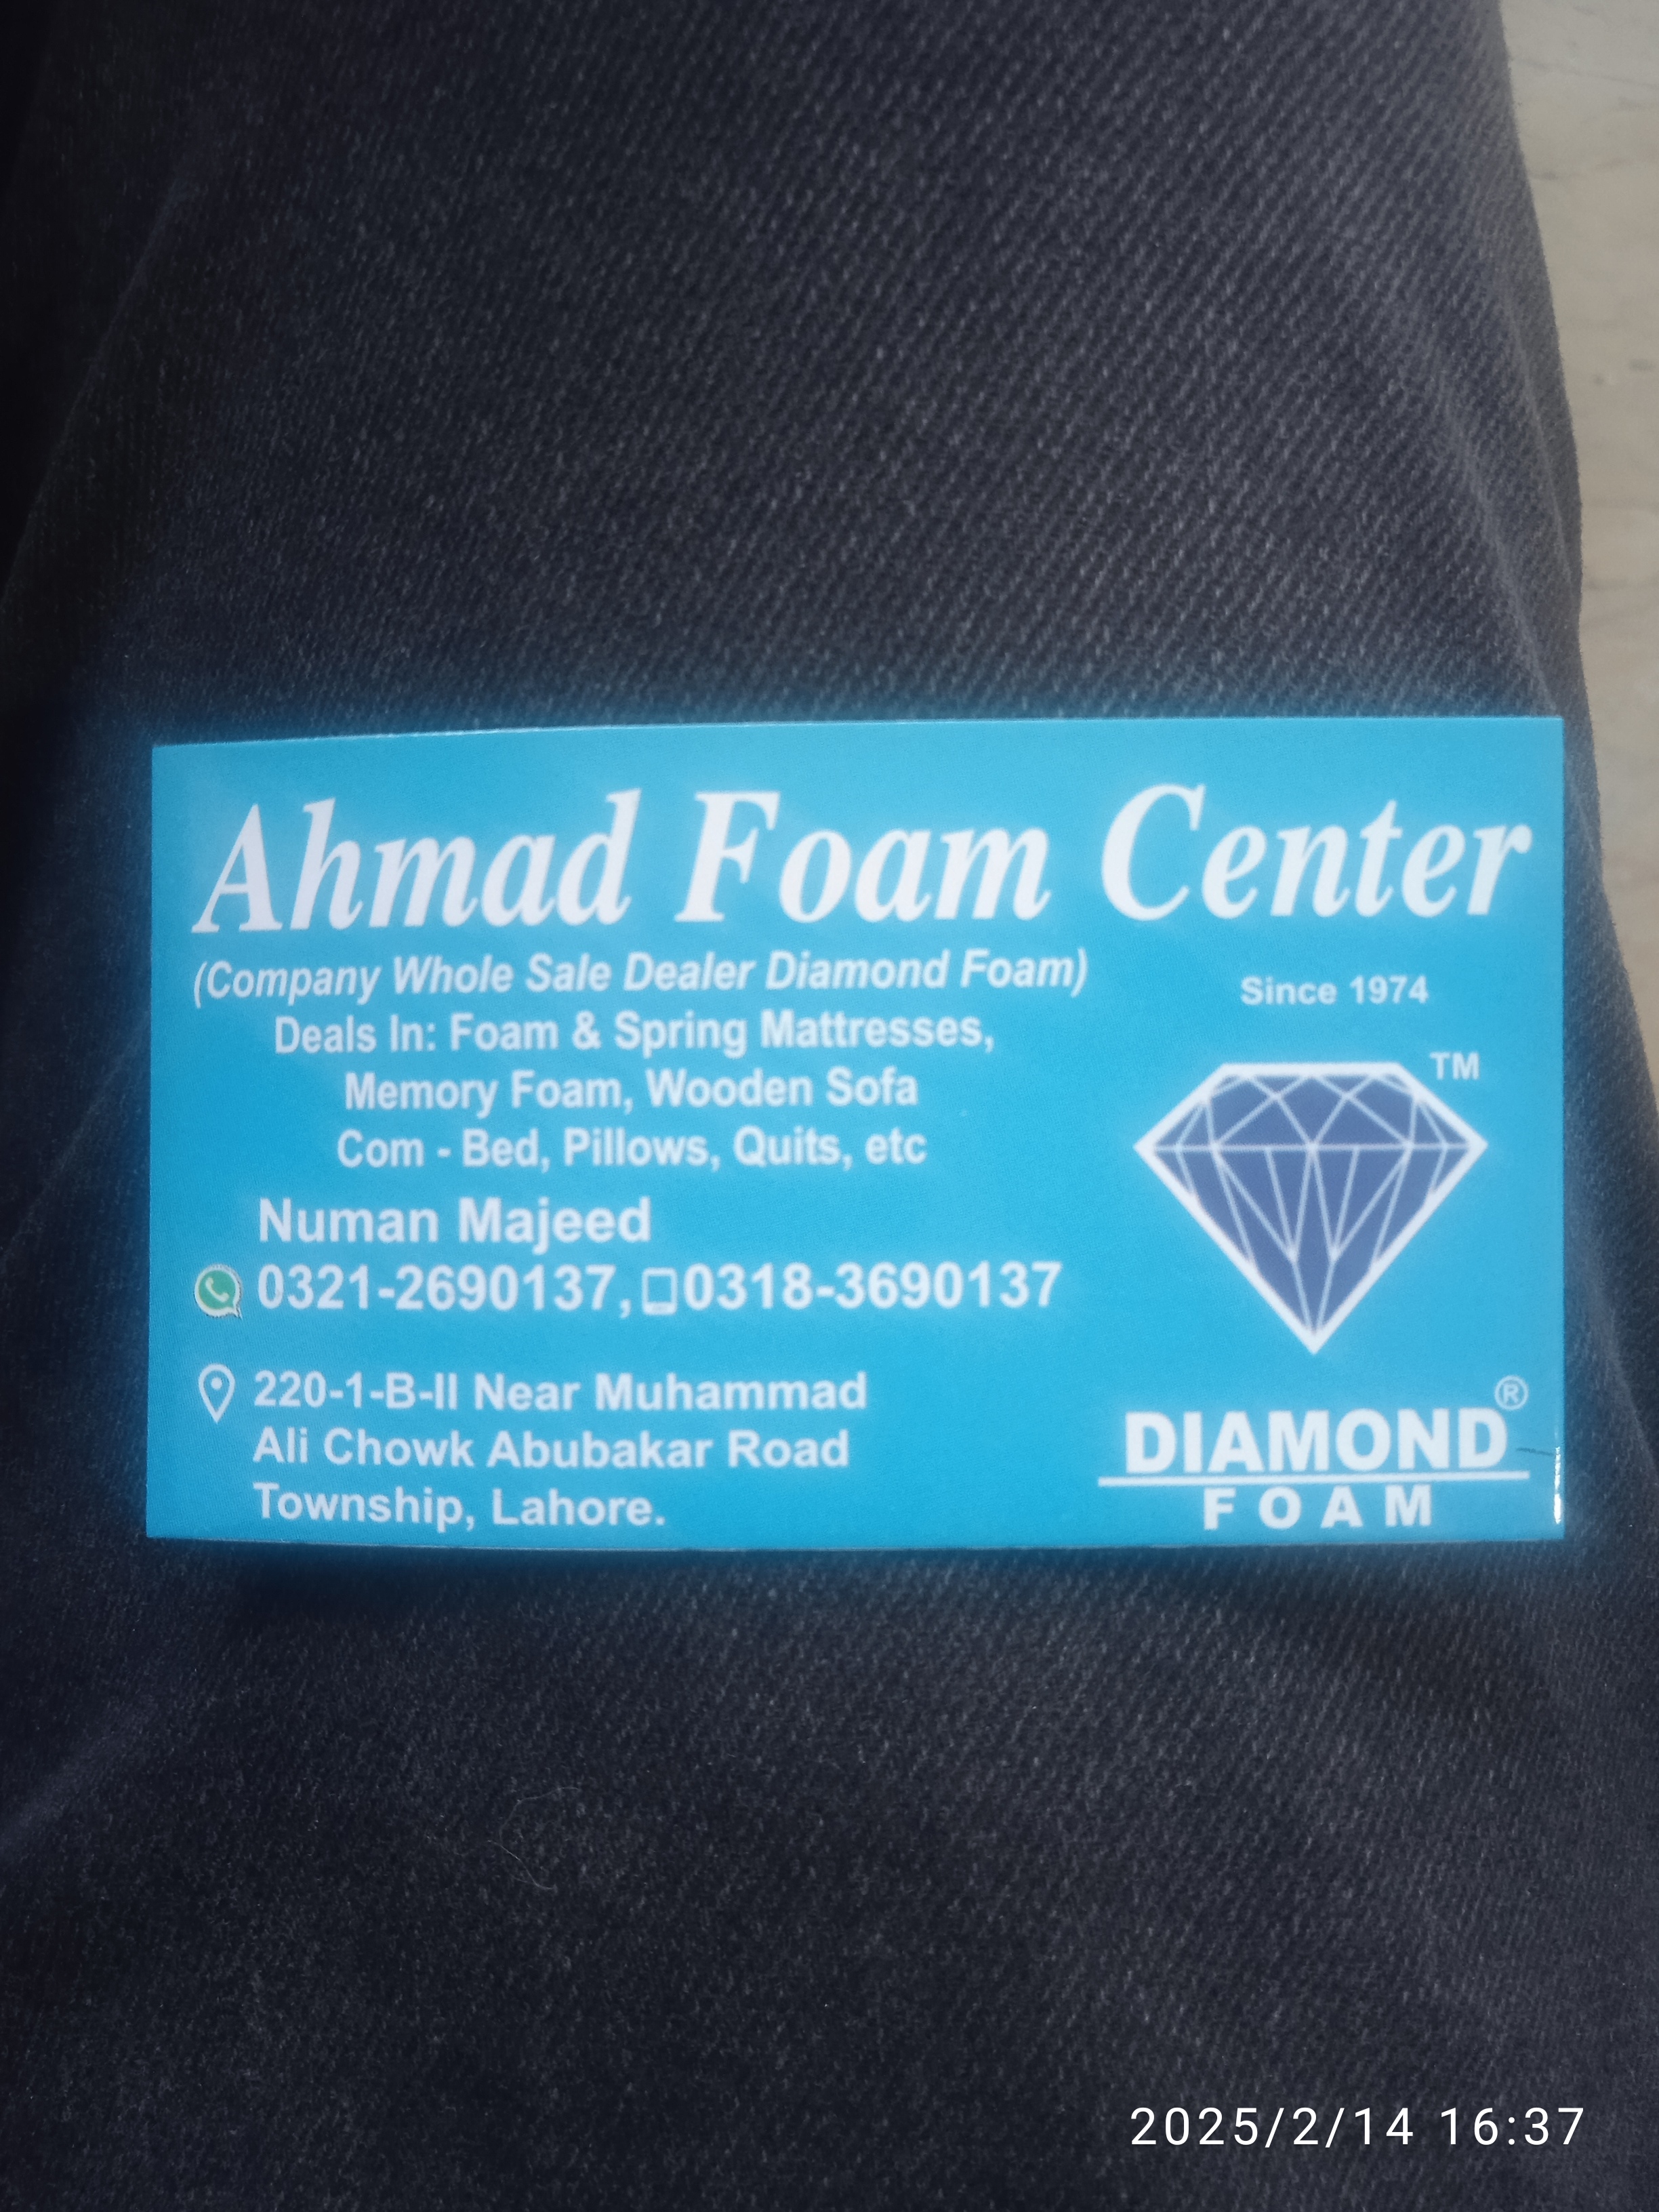 Ahmad Foam Center
(Company Whole Sale Dealer Diamond Foam)
Since 1974
Deals In: Foam & Spring Mattresses,
Memory Foam, Wooden Sofa
Com - Bed, Pillows, Quits, etc
TM
Numan Majeed
0321-2690137, 0318-3690137
220-1-B-II Near Muhammad
Ali Chowk Abubakar Road
Township, Lahore.
DIAMOND®
FOAM
2025/2/14 16:37